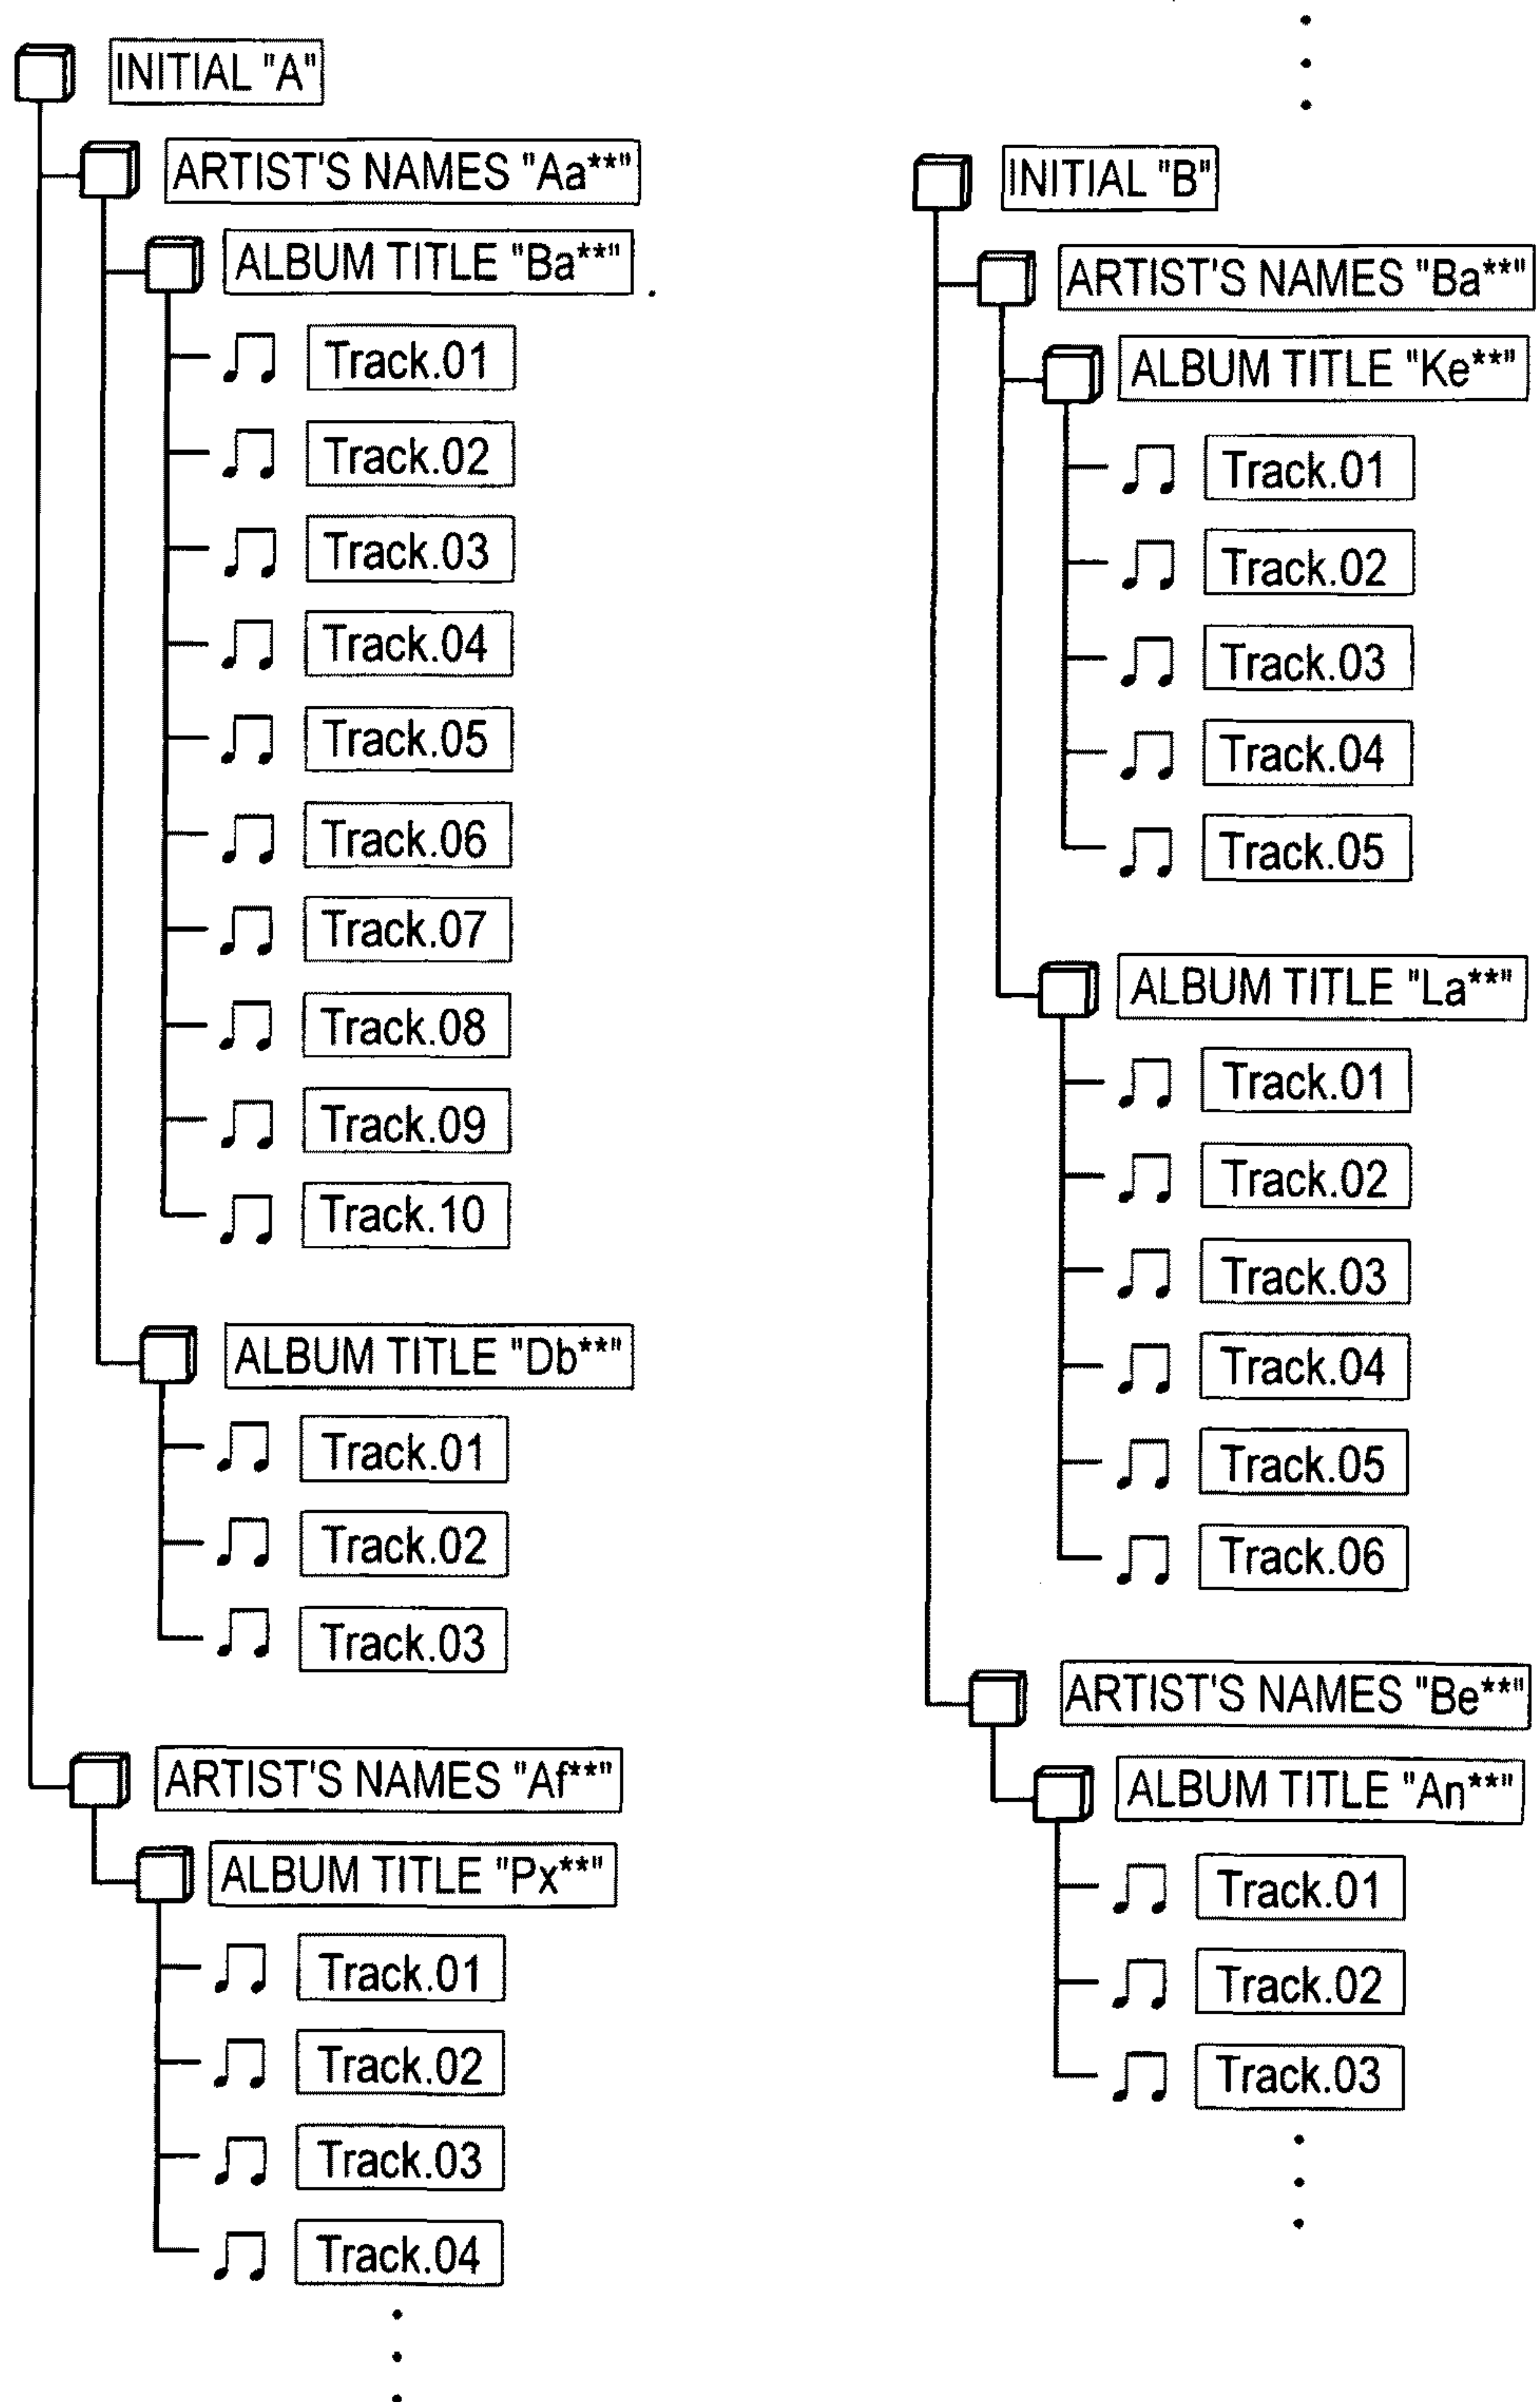 INITIAL "A"
ARTIST'S NAMES "Aa**"
ALBUM TITLE "Ba**"
Track.01
Track.02
Track.03
Track.04
Track.05
Track.06
Track.07
Track.08
Track.09
Track.10
ALBUM TITLE "Db**"
Track.01
Track.02
Track.03
ARTIST'S NAMES "Af**"
ALBUM TITLE "Px**"
Track.01
Track.02
Track.03
Track.04
INITIAL "B"
ARTIST'S NAMES "Ba**"
ALBUM TITLE "Ke**"
Track.01
Track.02
Track.03
Track.04
Track.05
ALBUM TITLE "La**"
Track.01
Track.02
Track.03
Track.04
Track.05
Track.06
ARTIST'S NAMES "Be**"
ALBUM TITLE "An**"
Track.01
Track.02
Track.03